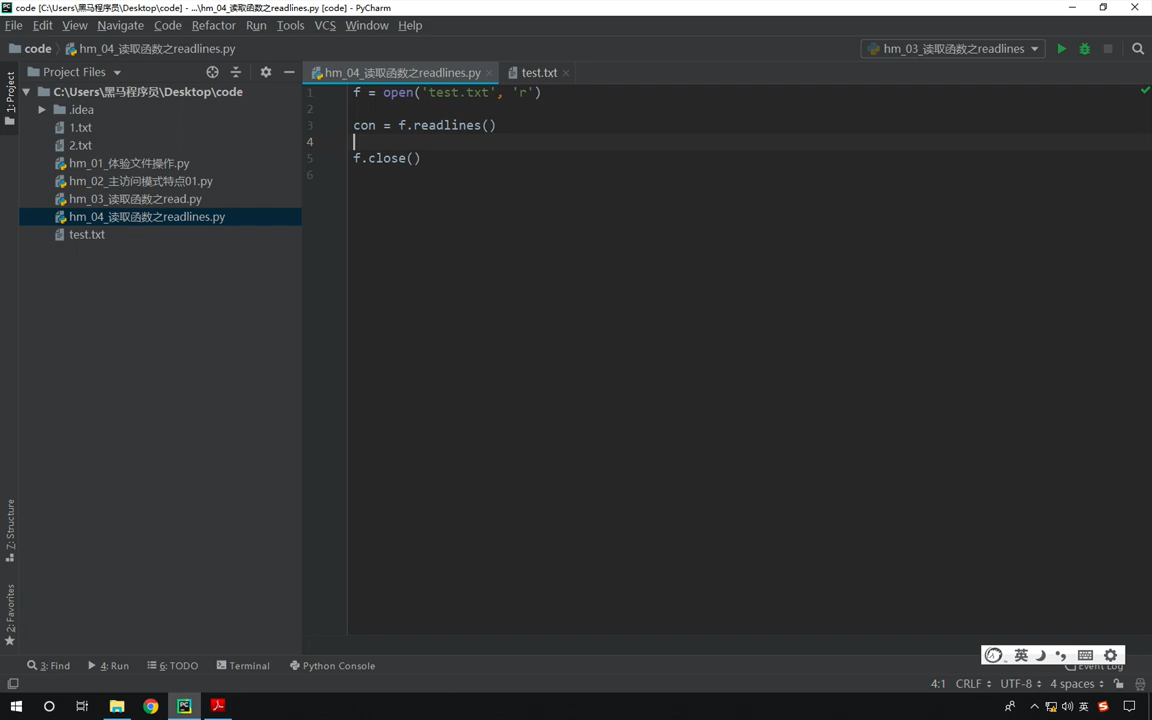 code [C:\Users\黑马程序员\Desktop\code] - ...\hm_04_读取函数之readlines.py [code] - PyCharm
File Edit View Navigate Code Refactor Run Tools VCS Window Help
code hm_04_读取函数之readlines.py hm_03_读取函数之readlines
1: Project
Project Files
hm_04_读取函数之readlines.py test.txt
C:\Users\黑马程序员\Desktop\code
.idea
1.txt
2.txt
hm_01_体验文件操作.py
hm_02_主访问模式特点01.py
hm_03_读取函数之read.py
hm_04_读取函数之readlines.py
test.txt
1 f = open('test.txt', 'r')
2
3 con = f.readlines()
4
5 f.close()
6
Z: Structure
2: Favorites
英
3: Find 4: Run 6: TODO Terminal Python Console Event Log
4:1 CRLF UTF-8 4 spaces
英